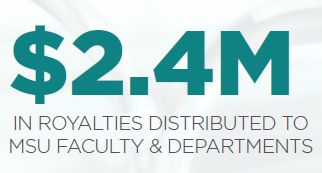 $2.4M
IN ROYALTIES DISTRIBUTED TO
MSU FACULTY & DEPARTMENTS